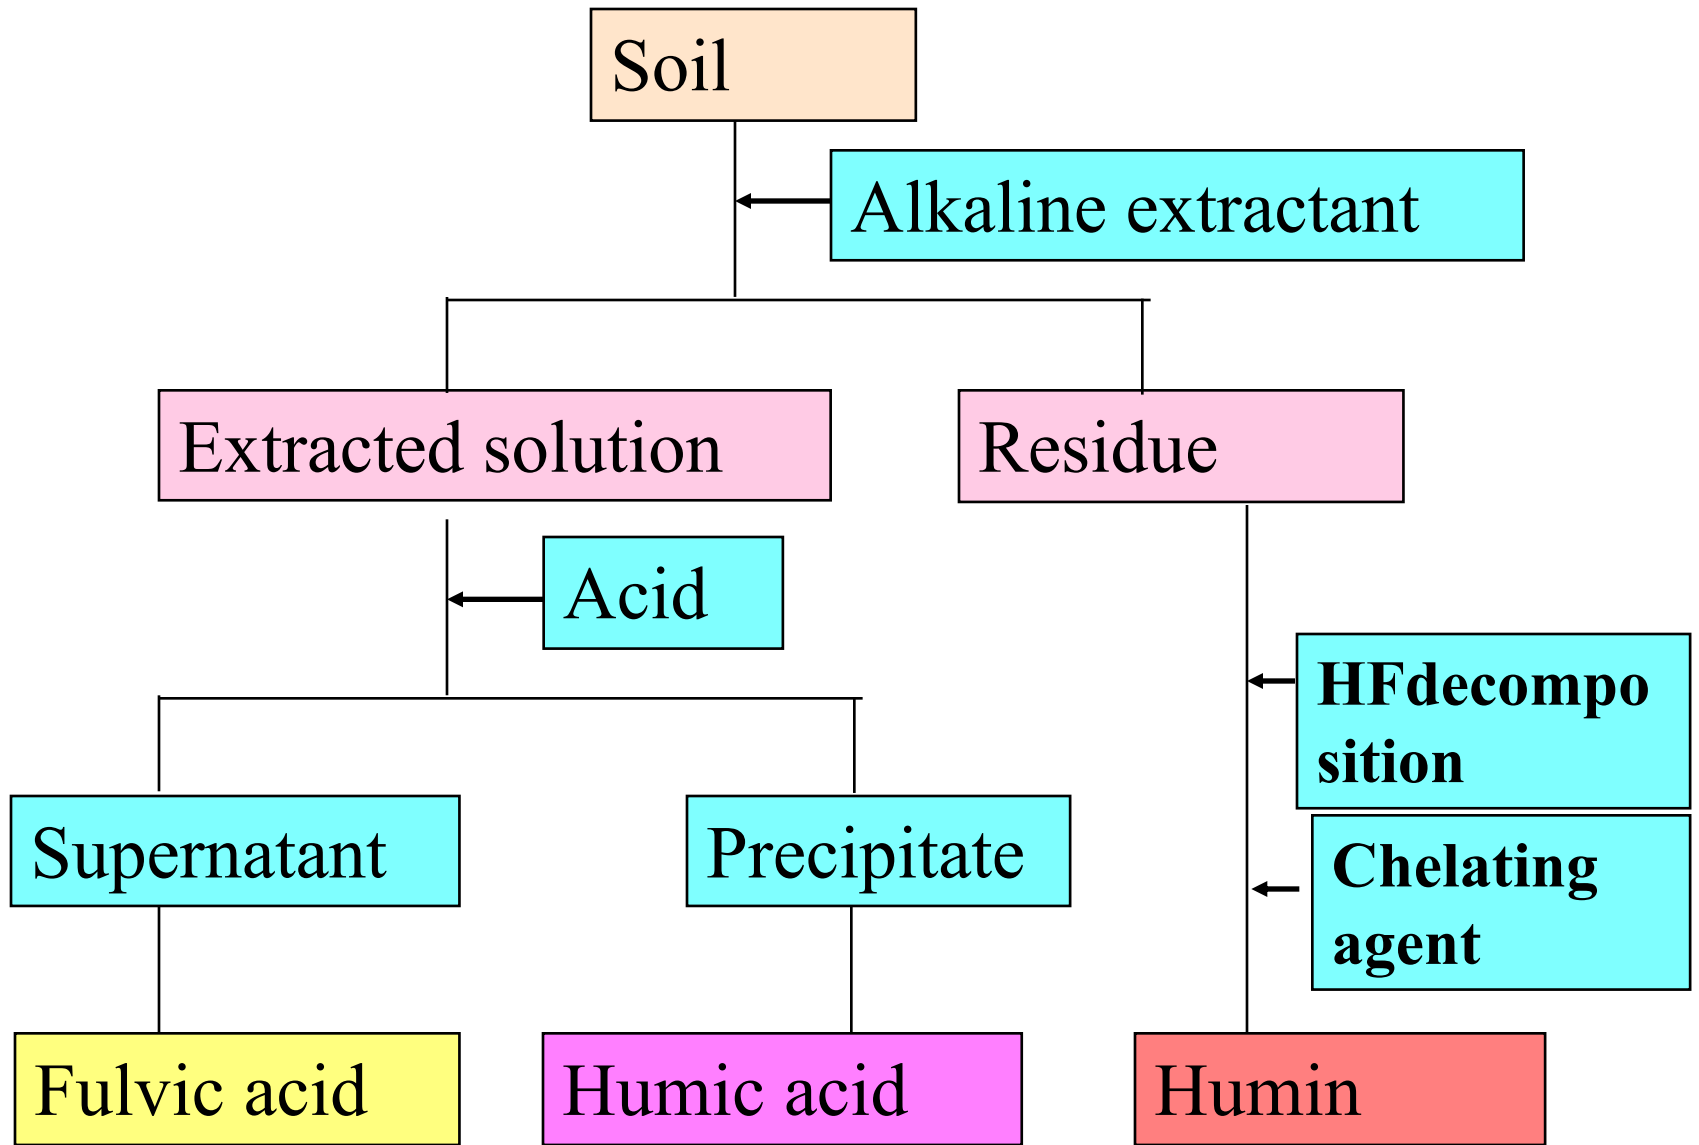 Soil
Alkaline extractant
Extracted solution
Residue
Acid
HFdecompo
sition
Supernatant
Precipitate
Chelating
agent
Fulvic acid
Humic acid
Humin